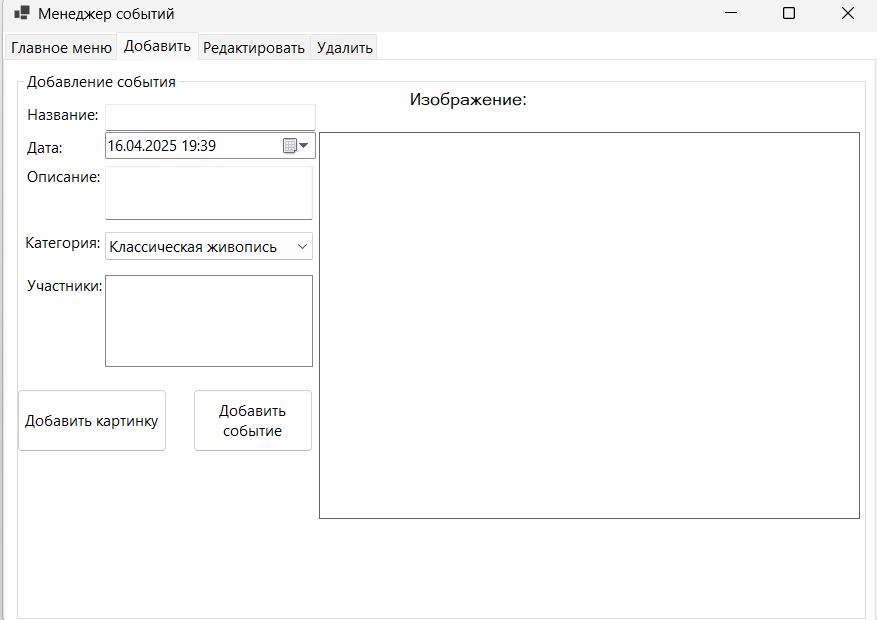 Менеджер событий
Главное меню Добавить Редактировать Удалить
Добавление события
Изображение:
Название:
Дата: 16.04.2025 19:39
Описание:
Категория: Классическая живопись
Участники:
Добавить картинку
Добавить
событие